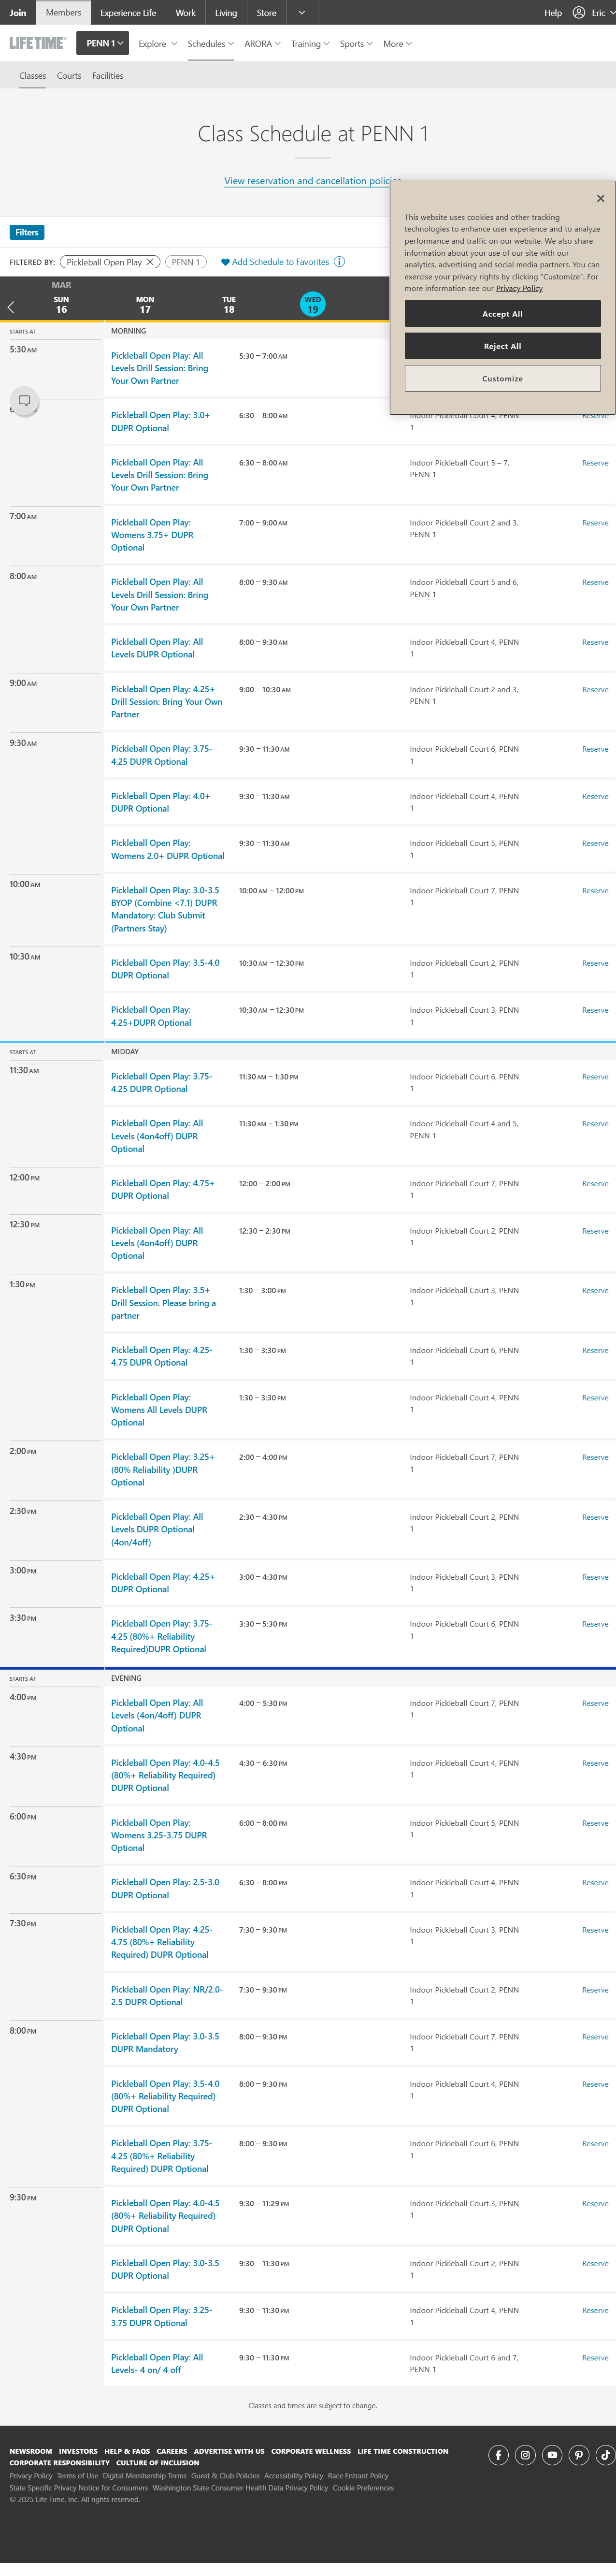 Join Members Experience Life Work Living Store Help Eric
LIFE TIME PENN 1 Explore Schedules ARORA Training Sports More
Classes Courts Facilities
Class Schedule at PENN 1
View reservation and cancellation policies
This website uses cookies and other tracking
technologies to enhance user experience and to analyze
performance and traffic on our website. We also share
information about your use of our site with our
analytics, advertising and social media partners. You can
exercise your privacy rights by clicking "Customize". For
more information see our Privacy Policy
Accept All
Reject All
Customize
Filters
FILTERED BY: Pickleball Open Play PENN 1 Add Schedule to Favorites
MAR
SUN MON TUE WED
16 17 18 19
STARTS AT MORNING
5:30 AM Pickleball Open Play: All 5:30 – 7:00 AM
Levels Drill Session: Bring
Your Own Partner
Pickleball Open Play: 3.0+ 6:30 – 8:00 AM Indoor Pickleball Court 4, PENN Reserve
DUPR Optional 1
Pickleball Open Play: All 6:30 – 8:00 AM Indoor Pickleball Court 5 – 7, Reserve
Levels Drill Session: Bring PENN 1
Your Own Partner
7:00 AM Pickleball Open Play: 7:00 – 9:00 AM Indoor Pickleball Court 2 and 3, Reserve
Womens 3.75+ DUPR PENN 1
Optional
8:00 AM Pickleball Open Play: All 8:00 – 9:30 AM Indoor Pickleball Court 5 and 6, Reserve
Levels Drill Session: Bring PENN 1
Your Own Partner
Pickleball Open Play: All 8:00 – 9:30 AM Indoor Pickleball Court 4, PENN Reserve
Levels DUPR Optional 1
9:00 AM Pickleball Open Play: 4.25+ 9:00 – 10:30 AM Indoor Pickleball Court 2 and 3, Reserve
Drill Session: Bring Your Own PENN 1
Partner
9:30 AM Pickleball Open Play: 3.75- 9:30 – 11:30 AM Indoor Pickleball Court 6, PENN Reserve
4.25 DUPR Optional 1
Pickleball Open Play: 4.0+ 9:30 – 11:30 AM Indoor Pickleball Court 4, PENN Reserve
DUPR Optional 1
Pickleball Open Play: 9:30 – 11:30 AM Indoor Pickleball Court 5, PENN Reserve
Womens 2.0+ DUPR Optional 1
10:00 AM Pickleball Open Play: 3.0-3.5 10:00 AM – 12:00 PM Indoor Pickleball Court 7, PENN Reserve
BYOP (Combine <7.1) DUPR 1
Mandatory: Club Submit
(Partners Stay)
10:30 AM Pickleball Open Play: 3.5-4.0 10:30 AM – 12:30 PM Indoor Pickleball Court 2, PENN Reserve
DUPR Optional 1
Pickleball Open Play: 10:30 AM – 12:30 PM Indoor Pickleball Court 3, PENN Reserve
4.25+DUPR Optional 1
STARTS AT MIDDAY
11:30 AM Pickleball Open Play: 3.75- 11:30 AM – 1:30 PM Indoor Pickleball Court 6, PENN Reserve
4.25 DUPR Optional 1
Pickleball Open Play: All 11:30 AM – 1:30 PM Indoor Pickleball Court 4 and 5, Reserve
Levels (4on4off) DUPR PENN 1
Optional
12:00 PM Pickleball Open Play: 4.75+ 12:00 – 2:00 PM Indoor Pickleball Court 7, PENN Reserve
DUPR Optional 1
12:30 PM Pickleball Open Play: All 12:30 – 2:30 PM Indoor Pickleball Court 2, PENN Reserve
Levels (4on4off) DUPR 1
Optional
1:30 PM Pickleball Open Play: 3.5+ 1:30 – 3:00 PM Indoor Pickleball Court 3, PENN Reserve
Drill Session. Please bring a 1
partner
Pickleball Open Play: 4.25- 1:30 – 3:30 PM Indoor Pickleball Court 6, PENN Reserve
4.75 DUPR Optional 1
Pickleball Open Play: 1:30 – 3:30 PM Indoor Pickleball Court 4, PENN Reserve
Womens All Levels DUPR 1
Optional
2:00 PM Pickleball Open Play: 3.25+ 2:00 – 4:00 PM Indoor Pickleball Court 7, PENN Reserve
(80% Reliability )DUPR 1
Optional
2:30 PM Pickleball Open Play: All 2:30 – 4:30 PM Indoor Pickleball Court 2, PENN Reserve
Levels DUPR Optional 1
(4on/4off)
3:00 PM Pickleball Open Play: 4.25+ 3:00 – 4:30 PM Indoor Pickleball Court 3, PENN Reserve
DUPR Optional 1
3:30 PM Pickleball Open Play: 3.75- 3:30 – 5:30 PM Indoor Pickleball Court 6, PENN Reserve
4.25 (80%+ Reliability 1
Required)DUPR Optional
STARTS AT EVENING
4:00 PM Pickleball Open Play: All 4:00 – 5:30 PM Indoor Pickleball Court 7, PENN Reserve
Levels (4on/4off) DUPR 1
Optional
4:30 PM Pickleball Open Play: 4.0-4.5 4:30 – 6:30 PM Indoor Pickleball Court 4, PENN Reserve
(80%+ Reliability Required) 1
DUPR Optional
6:00 PM Pickleball Open Play: 6:00 – 8:00 PM Indoor Pickleball Court 5, PENN Reserve
Womens 3.25-3.75 DUPR 1
Optional
6:30 PM Pickleball Open Play: 2.5-3.0 6:30 – 8:00 PM Indoor Pickleball Court 4, PENN Reserve
DUPR Optional 1
7:30 PM Pickleball Open Play: 4.25- 7:30 – 9:30 PM Indoor Pickleball Court 3, PENN Reserve
4.75 (80%+ Reliability 1
Required) DUPR Optional
Pickleball Open Play: NR/2.0- 7:30 – 9:30 PM Indoor Pickleball Court 2, PENN Reserve
2.5 DUPR Optional 1
8:00 PM Pickleball Open Play: 3.0-3.5 8:00 – 9:30 PM Indoor Pickleball Court 7, PENN Reserve
DUPR Mandatory 1
Pickleball Open Play: 3.5-4.0 8:00 – 9:30 PM Indoor Pickleball Court 4, PENN Reserve
(80%+ Reliability Required) 1
DUPR Optional
Pickleball Open Play: 3.75- 8:00 – 9:30 PM Indoor Pickleball Court 6, PENN Reserve
4.25 (80%+ Reliability 1
Required) DUPR Optional
9:30 PM Pickleball Open Play: 4.0-4.5 9:30 – 11:29 PM Indoor Pickleball Court 3, PENN Reserve
(80%+ Reliability Required) 1
DUPR Optional
Pickleball Open Play: 3.0-3.5 9:30 – 11:30 PM Indoor Pickleball Court 2, PENN Reserve
DUPR Optional 1
Pickleball Open Play: 3.25- 9:30 – 11:30 PM Indoor Pickleball Court 4, PENN Reserve
3.75 DUPR Optional 1
Pickleball Open Play: All 9:30 – 11:30 PM Indoor Pickleball Court 6 and 7, Reserve
Levels- 4 on/ 4 off PENN 1
Classes and times are subject to change.
NEWSROOM INVESTORS HELP & FAQS CAREERS ADVERTISE WITH US CORPORATE WELLNESS LIFE TIME CONSTRUCTION
CORPORATE RESPONSIBILITY CULTURE OF INCLUSION
Privacy Policy Terms of Use Digital Membership Terms Guest & Club Policies Accessibility Policy Race Entrant Policy
State Specific Privacy Notice for Consumers Washington State Consumer Health Data Privacy Policy Cookie Preferences
© 2025 Life Time, Inc. All rights reserved.